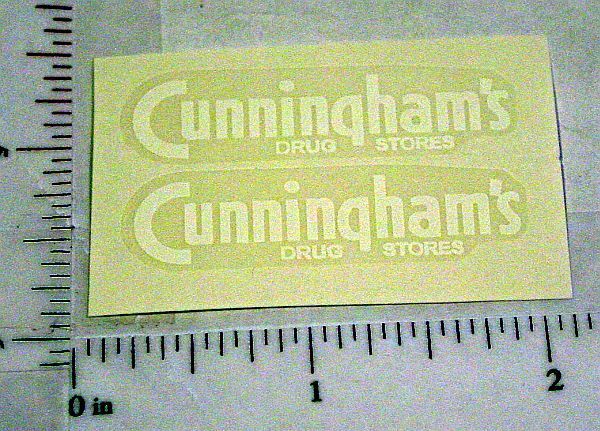 Cunningham's
DRUG STORES
Cunningham's
DRUG STORES
0 in
1
2